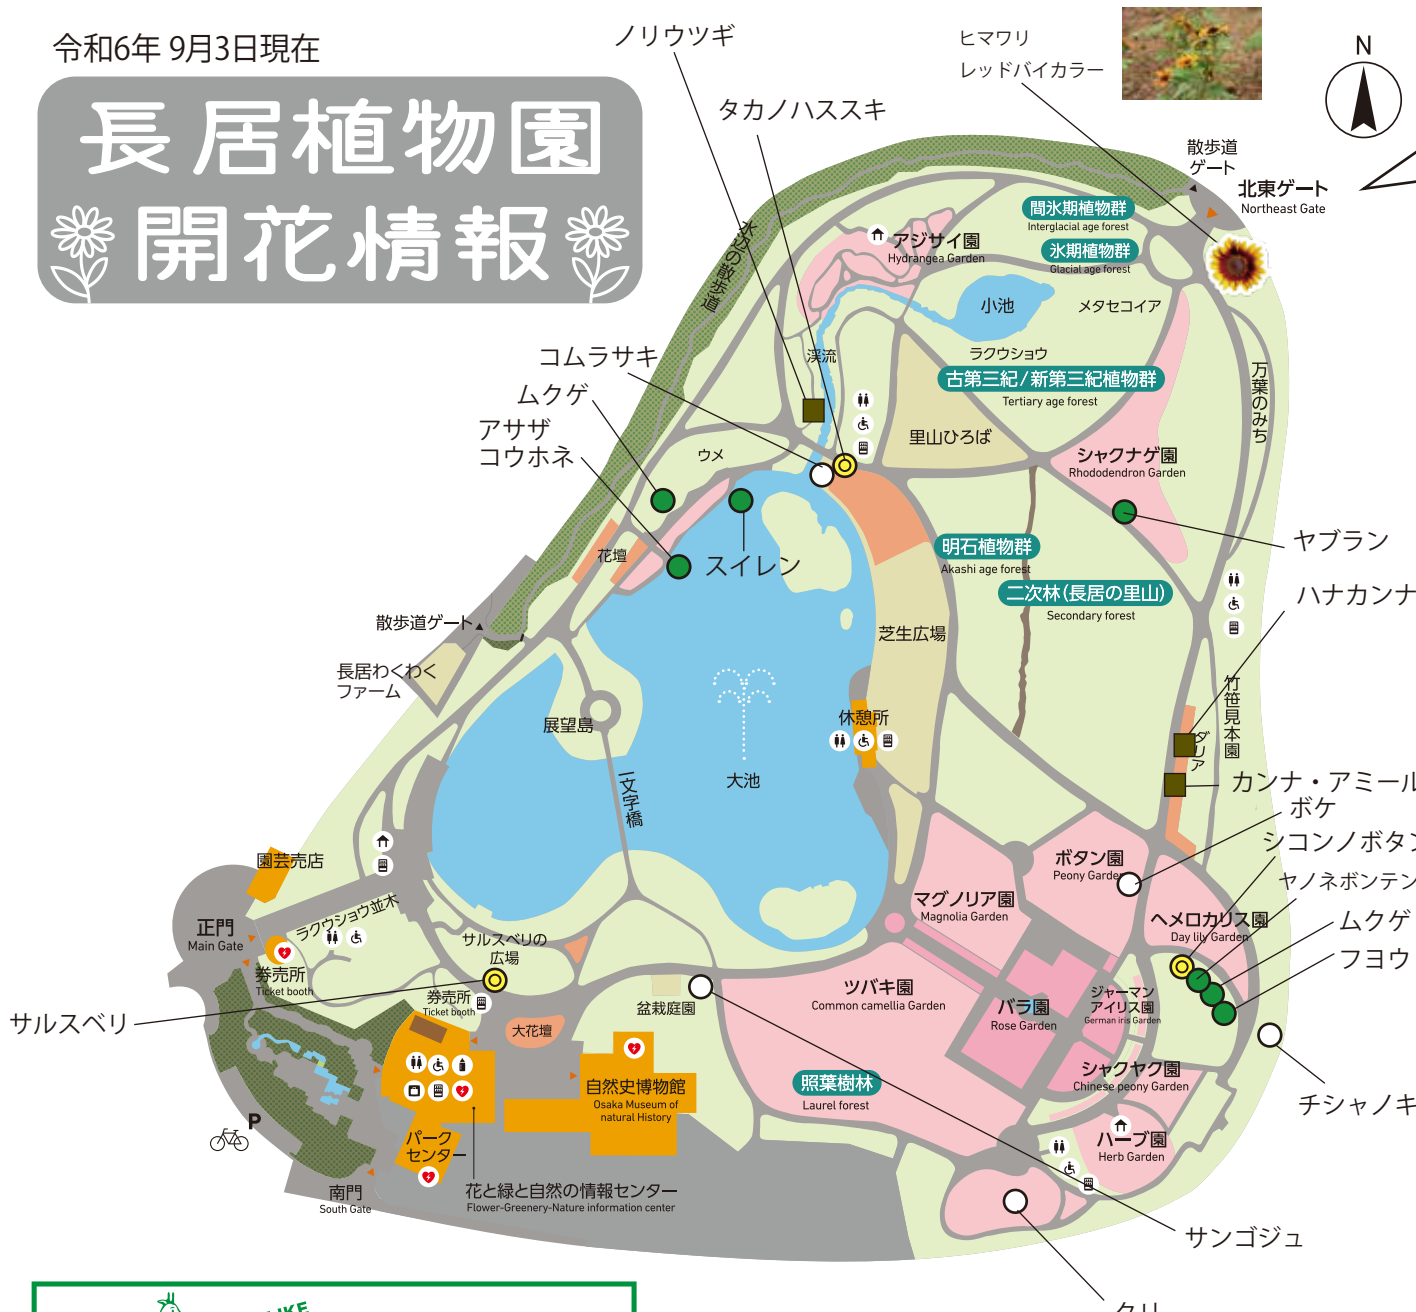 令和6年 9月3日現在
長居植物園
開花情報
ノリウツギ
タカノハススキ
ヒマワリ
レッドバイカラー
N
散歩道
ゲート
北東ゲート
Northeast Gate
間氷期植物群
Interglacial age forest
氷期植物群
Glacial age forest
アジサイ園
Hydrangea Garden
水辺の散歩道
小池
メタセコイア
渓流
ラクウショウ
古第三紀/新第三紀植物群
Tertiary age forest
万葉のみち
コムラサキ
ムクゲ
アサザ
コウホネ
ウメ
里山ひろば
シャクナゲ園
Rhododendron Garden
花壇
スイレン
明石植物群
Akashi age forest
二次林(長居の里山)
Secondary forest
ヤブラン
ハナカンナ
散歩道ゲート
長居わくわく
ファーム
芝生広場
展望島
休憩所
竹笹見本園
ダリア
大池
一文字橋
カンナ・アミール
ボケ
シコンノボタン
ヤノネボンテン
ムクゲ
フヨウ
園芸売店
ボタン園
Peony Garden
マグノリア園
Magnolia Garden
ヘメロカリス園
Day lily Garden
正門
Main Gate
ラクウショウ並木
券売所
Ticket booth
サルスベリの
広場
券売所
Ticket booth
サルスベリ
大花壇
盆栽庭園
ツバキ園
Common camellia Garden
バラ園
Rose Garden
ジャーマン
アイリス園
German iris Garden
シャクヤク園
Chinese peony Garden
照葉樹林
Laurel forest
自然史博物館
Osaka Museum of
natural History
チシャノキ
ハーブ園
Herb Garden
P
パーク
センター
南門
South Gate
花と緑と自然の情報センター
Flower-Greenery-Nature information center
サンゴジュ